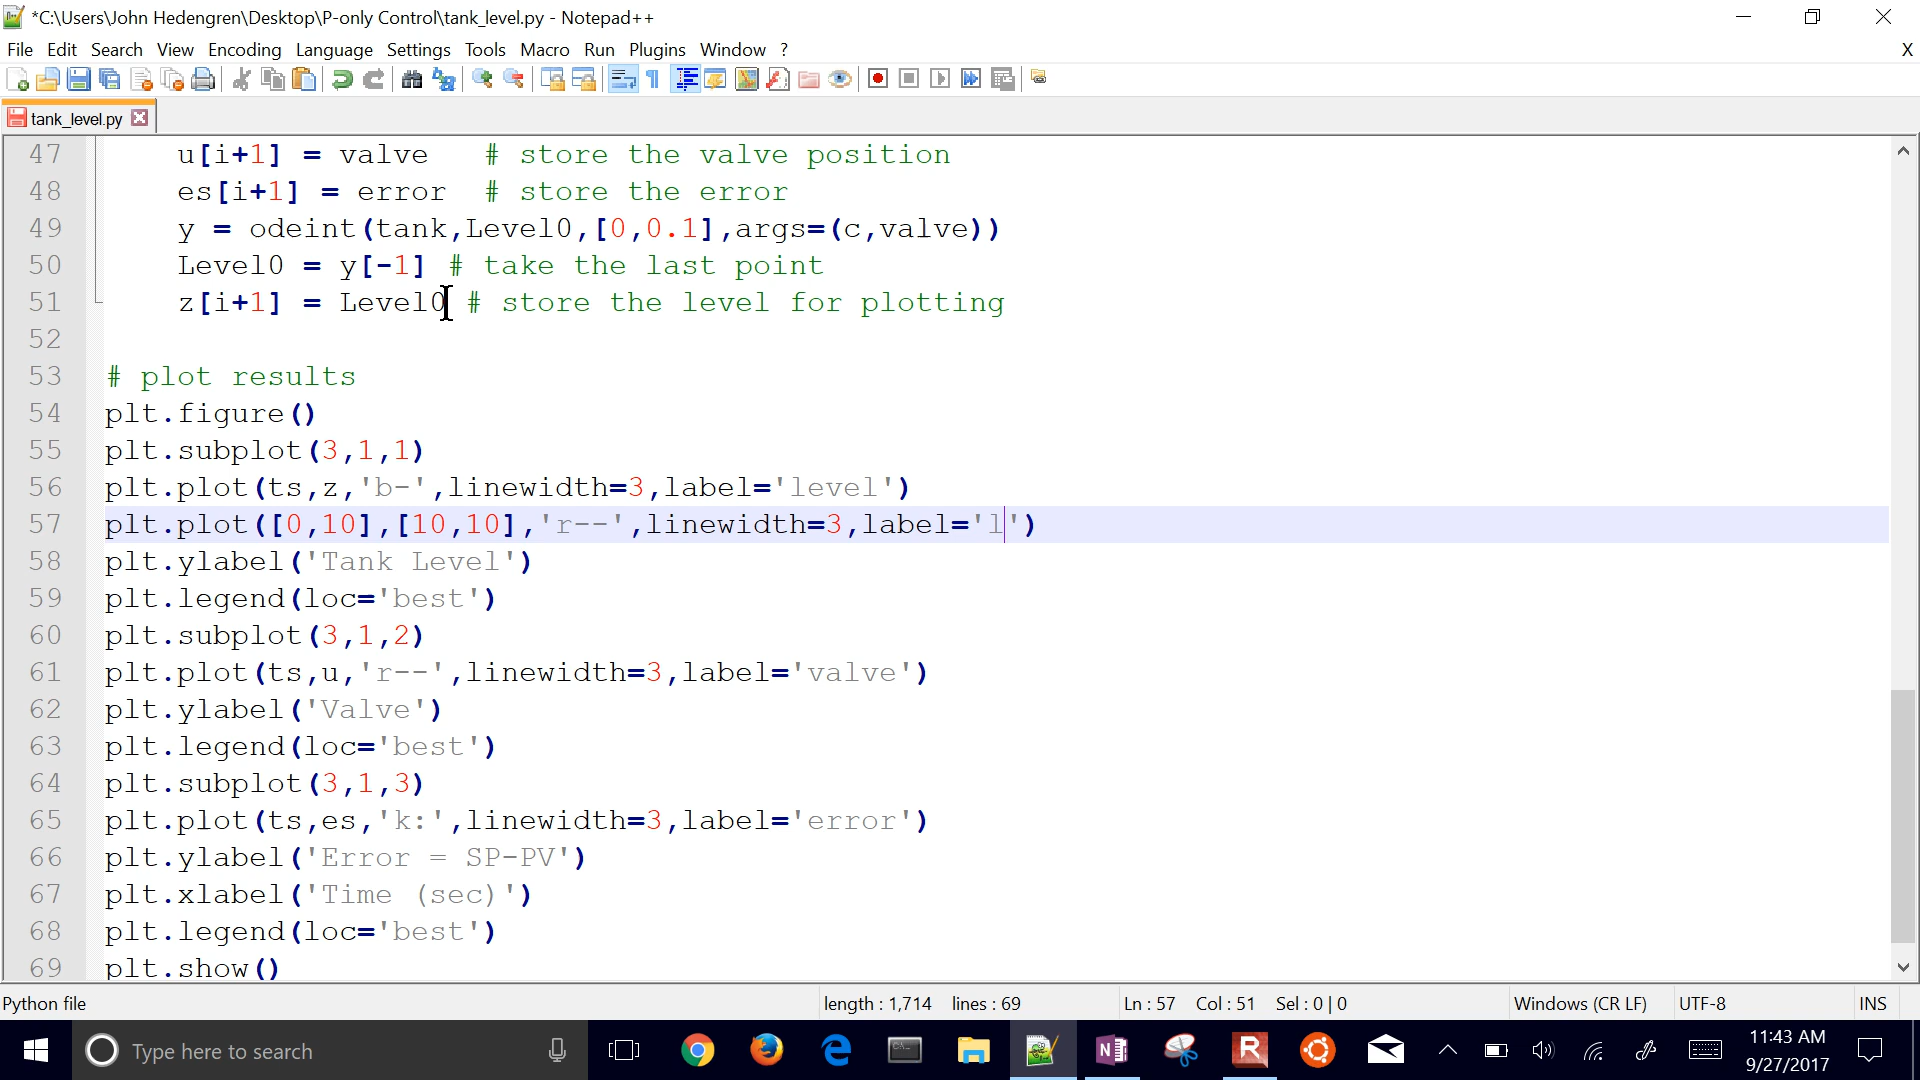 *C:\Users\John Hedengren\Desktop\P-only Control\tank_level.py - Notepad++
File Edit Search View Encoding Language Settings Tools Macro Run Plugins Window ? X
tank_level.py
47 u[i+1] = valve # store the valve position
48 es[i+1] = error # store the error
49 y = odeint(tank,Level0,[0,0.1],args=(c,valve))
50 Level0 = y[-1] # take the last point
51 z[i+1] = Level0 # store the level for plotting
52
53 # plot results
54 plt.figure()
55 plt.subplot(3,1,1)
56 plt.plot(ts,z,'b-',linewidth=3,label='level')
57 plt.plot([0,10],[10,10],'r--',linewidth=3,label='l')
58 plt.ylabel('Tank Level')
59 plt.legend(loc='best')
60 plt.subplot(3,1,2)
61 plt.plot(ts,u,'r--',linewidth=3,label='valve')
62 plt.ylabel('Valve')
63 plt.legend(loc='best')
64 plt.subplot(3,1,3)
65 plt.plot(ts,es,'k:',linewidth=3,label='error')
66 plt.ylabel('Error = SP-PV')
67 plt.xlabel('Time (sec)')
68 plt.legend(loc='best')
69 plt.show()
Python file length : 1,714 lines : 69 Ln : 57 Col : 51 Sel : 0 | 0 Windows (CR LF) UTF-8 INS
Type here to search
11:43 AM
9/27/2017